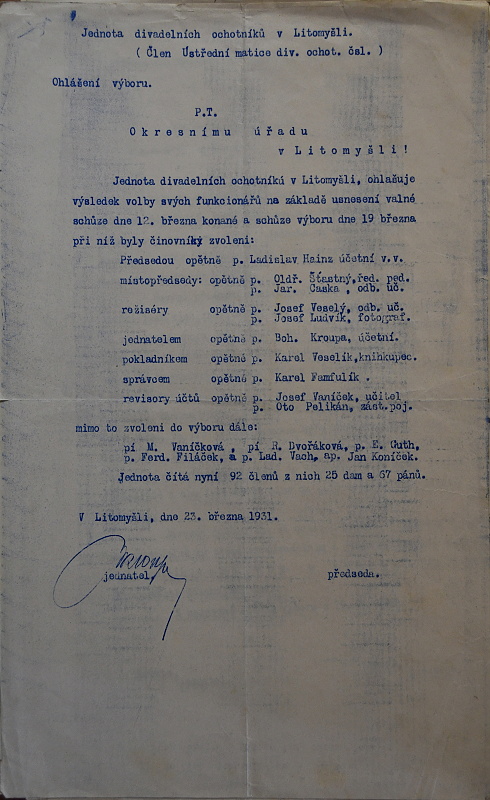 Jednota divadelních ochotníků v Litomyšli.
( Člen Ústřední matice div. ochot. čsl. )
Ohlášení výboru.
P.T.
Okresnímu úřadu
v Litomyšli!
Jednota divadelních ochotníků v Litomyšli, ohlašuje
výsledek volby svých funkcionářů na základě usnesení valné
schůze dne 12. března konané a schůze výboru dne 19 března
při níž byly činovníky zvoleni:
Předsedou opětně p. Ladislav Hainz účetní v.v.
místopředsedy: opětně p. Oldř. Šťastný,řed. ped.
p. Jar. Částka , odb. uč.
režiséry opětně p. Josef Veselý, odb. uč.
p. Josef Ludvík, fotograf.
jednatelem opětně p. Boh. Kroupa, účetní.
pokladníkem opětně p. Karel Veselík,knihkupec.
správcem opětně p. Karel Famfulík .
revisory účtů opětně p. Josef Vaníček, učitel
p. Oto Pelikán, zást.poj.
mimo to zvoleni do výboru dále:
pí M. Vaníčková , pí R. Dvořáková, p. E. Guth,
p. Ferd. Filáček, a p. Lad. Vach, ap. Jan Koníček.
Jednota čítá nyní 92 členů z nich 25 dam a 67 pánů.
V Litomyšli, dne 23. března 1931.
jednatel předseda.